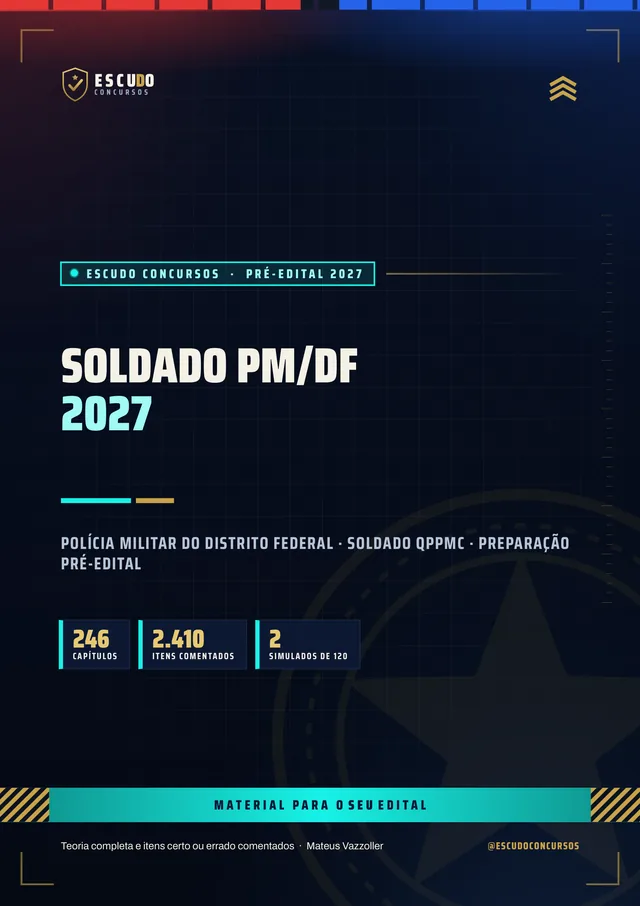 ESCUDO
CONCURSOS
ESCUDO CONCURSOS · PRÉ-EDITAL 2027
SOLDADO PM/DF
2027
POLÍCIA MILITAR DO DISTRITO FEDERAL · SOLDADO QPPMC · PREPARAÇÃO
PRÉ-EDITAL
246
CAPÍTULOS
2.410
ITENS COMENTADOS
2
SIMULADOS DE 120
MATERIAL PARA O SEU EDITAL
Teoria completa e itens certo ou errado comentados · Mateus Vazzoller
@ESCUDOCONCURSOS